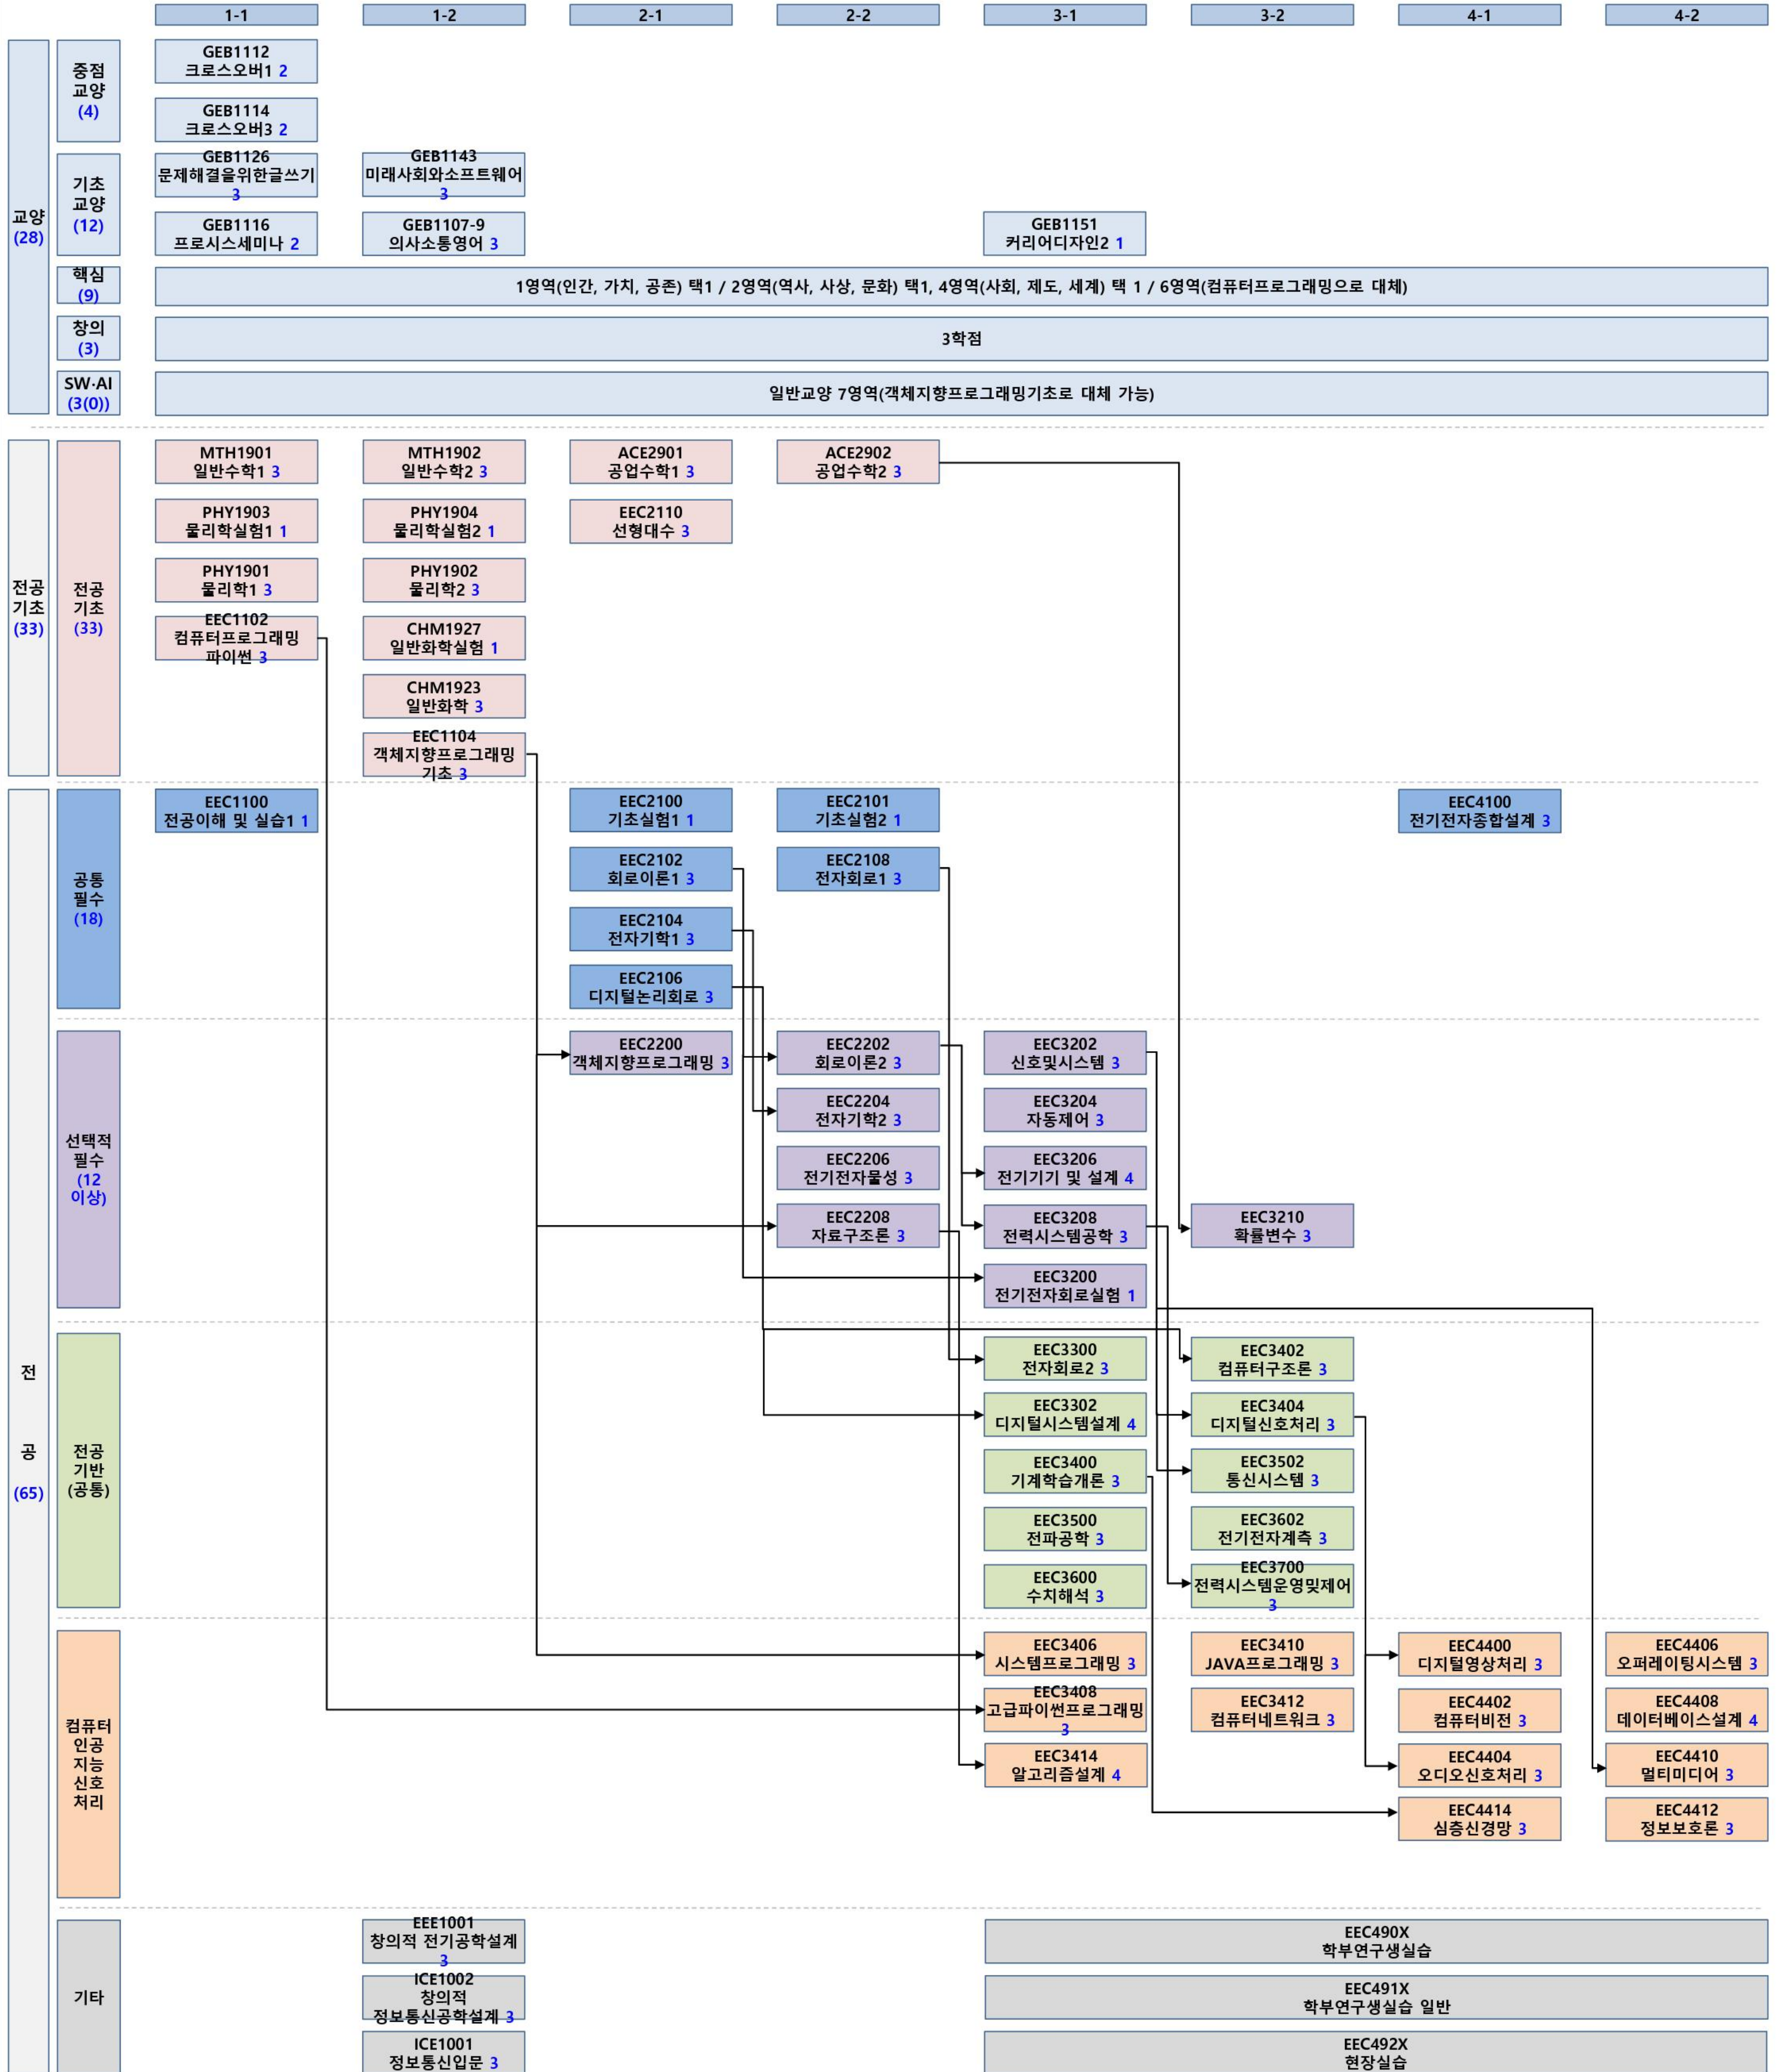 1-1
1-2
2-1
2-2
3-1
3-2
4-1
4-2
교양
(28)
중점
교양
(4)
GEB1112
크로스오버1 2
GEB1114
크로스오버3 2
기초
교양
(12)
GEB1126
문제해결을위한글쓰기
3
GEB1143
미래사회와소프트웨어
3
GEB1116
프로시스세미나 2
GEB1107-9
의사소통영어 3
GEB1151
커리어디자인2 1
핵심
(9)
1영역(인간, 가치, 공존) 택1 / 2영역(역사, 사상, 문화) 택1, 4영역(사회, 제도, 세계) 택 1 / 6영역(컴퓨터프로그래밍으로 대체)
창의
(3)
3학점
SW·AI
(3(0))
일반교양 7영역(객체지향프로그래밍기초로 대체 가능)
전공
기초
(33)
전공
기초
(33)
MTH1901
일반수학1 3
MTH1902
일반수학2 3
ACE2901
공업수학1 3
ACE2902
공업수학2 3
PHY1903
물리학실험1 1
PHY1904
물리학실험2 1
EEC2110
선형대수 3
PHY1901
물리학1 3
PHY1902
물리학2 3
EEC1102
컴퓨터프로그래밍
파이썬 3
CHM1927
일반화학실험 1
CHM1923
일반화학 3
EEC1104
객체지향프로그래밍
기초 3
전
공
(65)
공통
필수
(18)
EEC1100
전공이해 및 실습1 1
EEC2100
기초실험1 1
EEC2101
기초실험2 1
EEC4100
전기전자종합설계 3
EEC2102
회로이론1 3
EEC2108
전자회로1 3
EEC2104
전자기학1 3
EEC2106
디지털논리회로 3
선택적
필수
(12
이상)
EEC2200
객체지향프로그래밍 3
EEC2202
회로이론2 3
EEC3202
신호및시스템 3
EEC2204
전자기학2 3
EEC3204
자동제어 3
EEC2206
전기전자물성 3
EEC3206
전기기기 및 설계 4
EEC2208
자료구조론 3
EEC3208
전력시스템공학 3
EEC3210
확률변수 3
EEC3200
전기전자회로실험 1
전공
기반
(공통)
EEC3300
전자회로2 3
EEC3402
컴퓨터구조론 3
EEC3302
디지털시스템설계 4
EEC3404
디지털신호처리 3
EEC3400
기계학습개론 3
EEC3502
통신시스템 3
EEC3500
전파공학 3
EEC3602
전기전자계측 3
EEC3600
수치해석 3
EEC3700
전력시스템운영및제어
3
컴퓨터
인공
지능
신호
처리
EEC3406
시스템프로그래밍 3
EEC3410
JAVA프로그래밍 3
EEC4400
디지털영상처리 3
EEC4406
오퍼레이팅시스템 3
EEC3408
고급파이썬프로그래밍
3
EEC3412
컴퓨터네트워크 3
EEC4402
컴퓨터비전 3
EEC4408
데이터베이스설계 4
EEC3414
알고리즘설계 4
EEC4404
오디오신호처리 3
EEC4410
멀티미디어 3
EEC4414
심층신경망 3
EEC4412
정보보호론 3
기타
EEE1001
창의적 전기공학설계
3
EEC490X
학부연구생실습
ICE1002
창의적
정보통신공학설계 3
EEC491X
학부연구생실습 일반
ICE1001
정보통신입문 3
EEC492X
현장실습